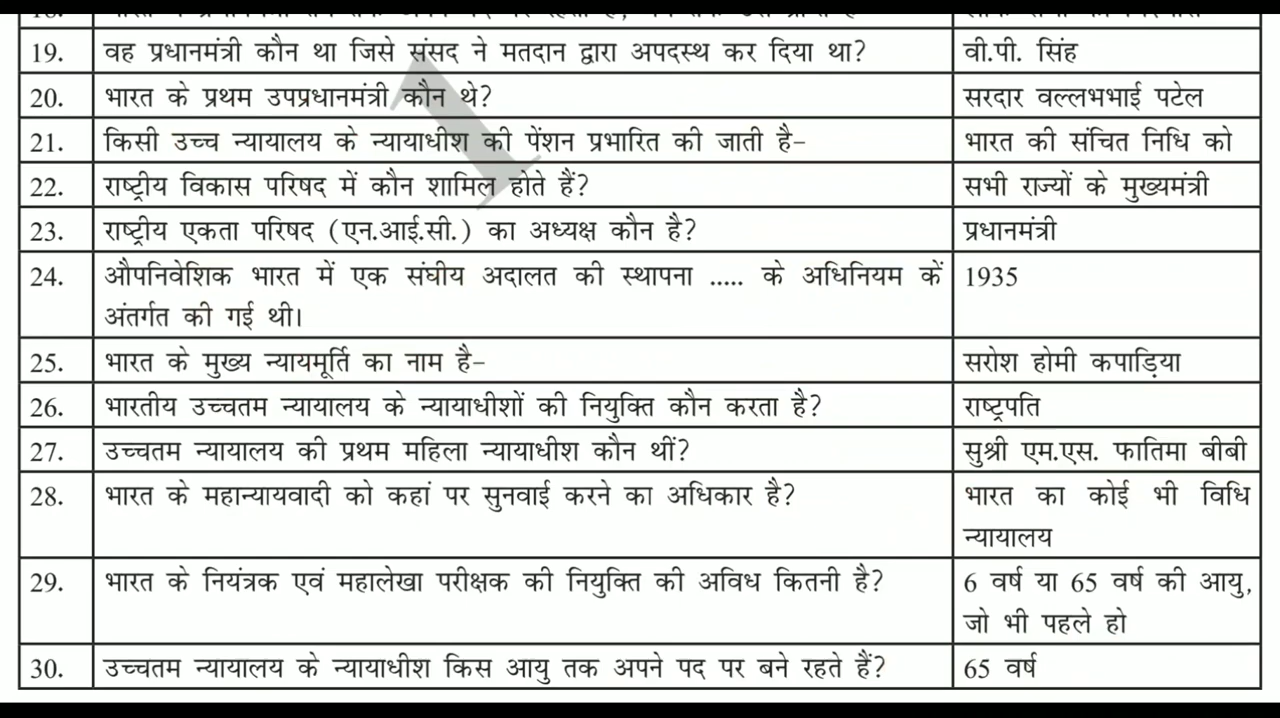 19. वह प्रधानमंत्री कौन था जिसे संसद ने मतदान द्वारा अपदस्थ कर दिया था? वी.पी. सिंह
20. भारत के प्रथम उपप्रधानमंत्री कौन थे? सरदार वल्लभभाई पटेल
21. किसी उच्च न्यायालय के न्यायाधीश की पेंशन प्रभारित की जाती है- भारत की संचित निधि को
22. राष्ट्रीय विकास परिषद में कौन शामिल होते हैं? सभी राज्यों के मुख्यमंत्री
23. राष्ट्रीय एकता परिषद (एन.आई.सी.) का अध्यक्ष कौन है? प्रधानमंत्री
24. औपनिवेशिक भारत में एक संघीय अदालत की स्थापना ..... के अधिनियम कें 1935
अंतर्गत की गई थी।
25. भारत के मुख्य न्यायमूर्ति का नाम है- सरोश होमी कपाड़िया
26. भारतीय उच्चतम न्यायालय के न्यायाधीशों की नियुक्ति कौन करता है? राष्ट्रपति
27. उच्चतम न्यायालय की प्रथम महिला न्यायाधीश कौन थीं? सुश्री एम.एस. फातिमा बीबी
28. भारत के महान्यायवादी को कहां पर सुनवाई करने का अधिकार है? भारत का कोई भी विधि
न्यायालय
29. भारत के नियंत्रक एवं महालेखा परीक्षक की नियुक्ति की अविध कितनी है? 6 वर्ष या 65 वर्ष की आयु,
जो भी पहले हो
30. उच्चतम न्यायालय के न्यायाधीश किस आयु तक अपने पद पर बने रहते हैं? 65 वर्ष